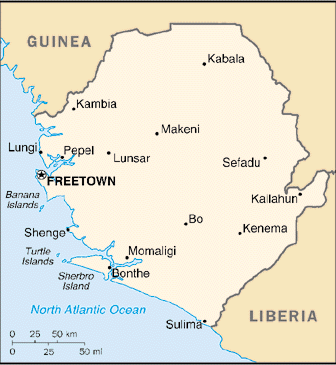 GUINEA
Kabala
Kambia
Makeni
Lungi
Pepel
Lunsar
Sefadu
FREETOWN
Kallahun
Banana
Islands
Bo
Shenge
Kenema
Turtle
Islands
Momaligi
Sherbro
Island
Bonthe
North Atlantic Ocean
Sulima
LIBERIA
0 25 50 km
0 25 50 mi